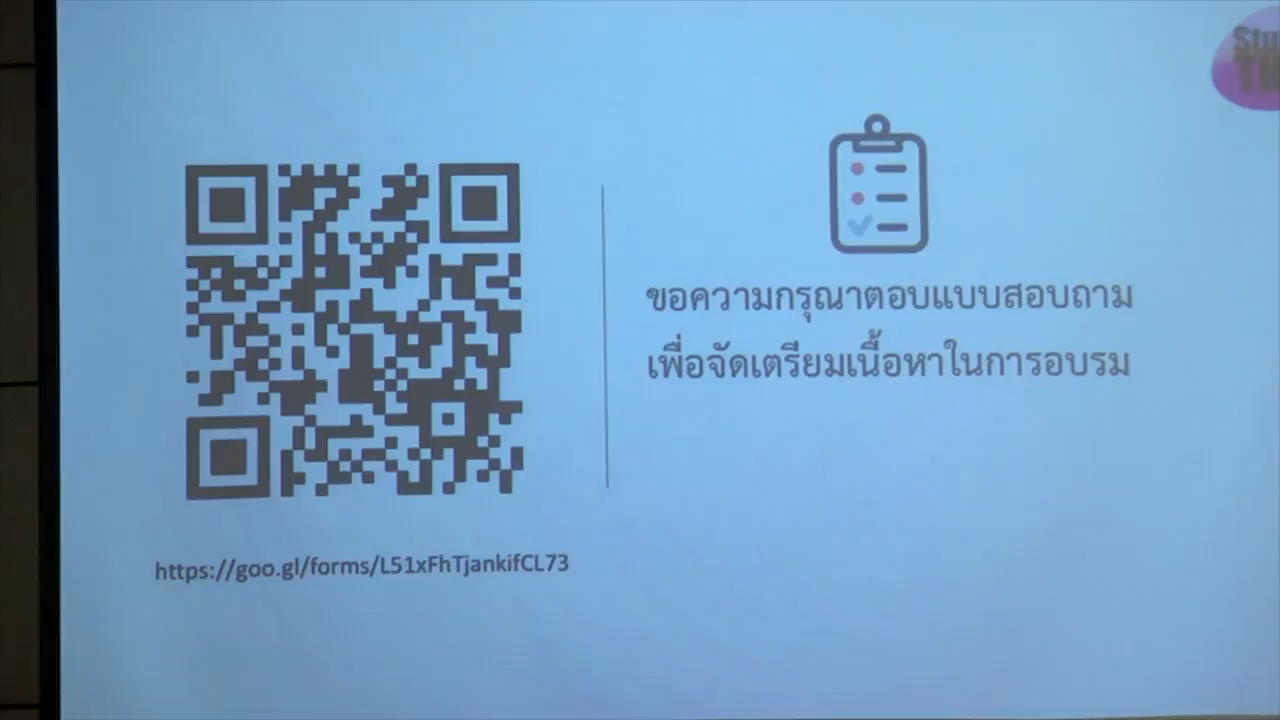 ขอความกรุณาตอบแบบสอบถาม
เพื่อจัดเตรียมเนื้อหาในการอบรม
https://goo.gl/forms/L51xFhTjankifCL73